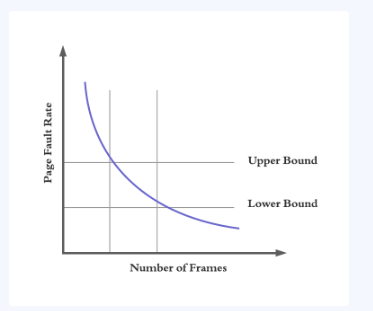 Page Fault Rate
Upper Bound
Lower Bound
Number of Frames